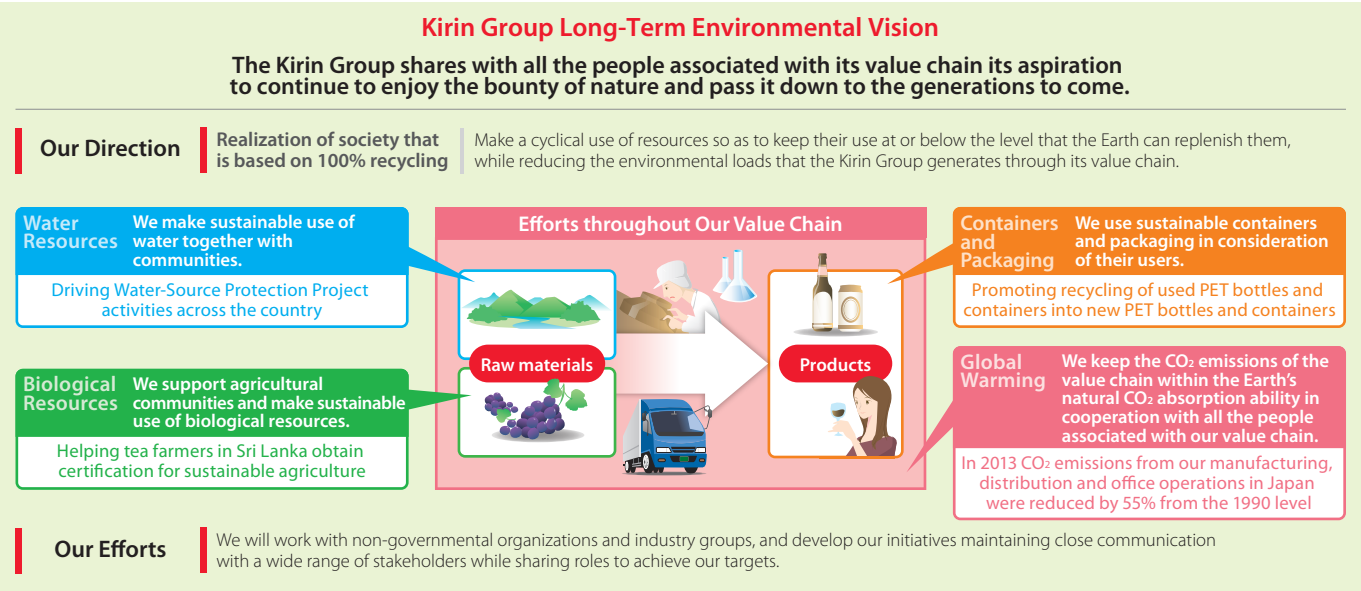 Kirin Group Long-Term Environmental Vision
The Kirin Group shares with all the people associated with its value chain its aspiration
to continue to enjoy the bounty of nature and pass it down to the generations to come.
Our Direction
Realization of society that
is based on 100% recycling
Make a cyclical use of resources so as to keep their use at or below the level that the Earth can replenish them,
while reducing the environmental loads that the Kirin Group generates through its value chain.
Water
Resources
We make sustainable use of
water together with
communities.
Driving Water-Source Protection Project
activities across the country
Biological
Resources
We support agricultural
communities and make sustainable
use of biological resources.
Helping tea farmers in Sri Lanka obtain
certification for sustainable agriculture
Efforts throughout Our Value Chain
Raw materials
Products
Containers
and
Packaging
We use sustainable containers
and packaging in consideration
of their users.
Promoting recycling of used PET bottles and
containers into new PET bottles and containers
Global
Warming
We keep the CO₂ emissions of the
value chain within the Earth's
natural CO₂ absorption ability in
cooperation with all the people
associated with our value chain.
In 2013 CO₂ emissions from our manufacturing,
distribution and office operations in Japan
were reduced by 55% from the 1990 level
Our Efforts
We will work with non-governmental organizations and industry groups, and develop our initiatives maintaining close communication
with a wide range of stakeholders while sharing roles to achieve our targets.